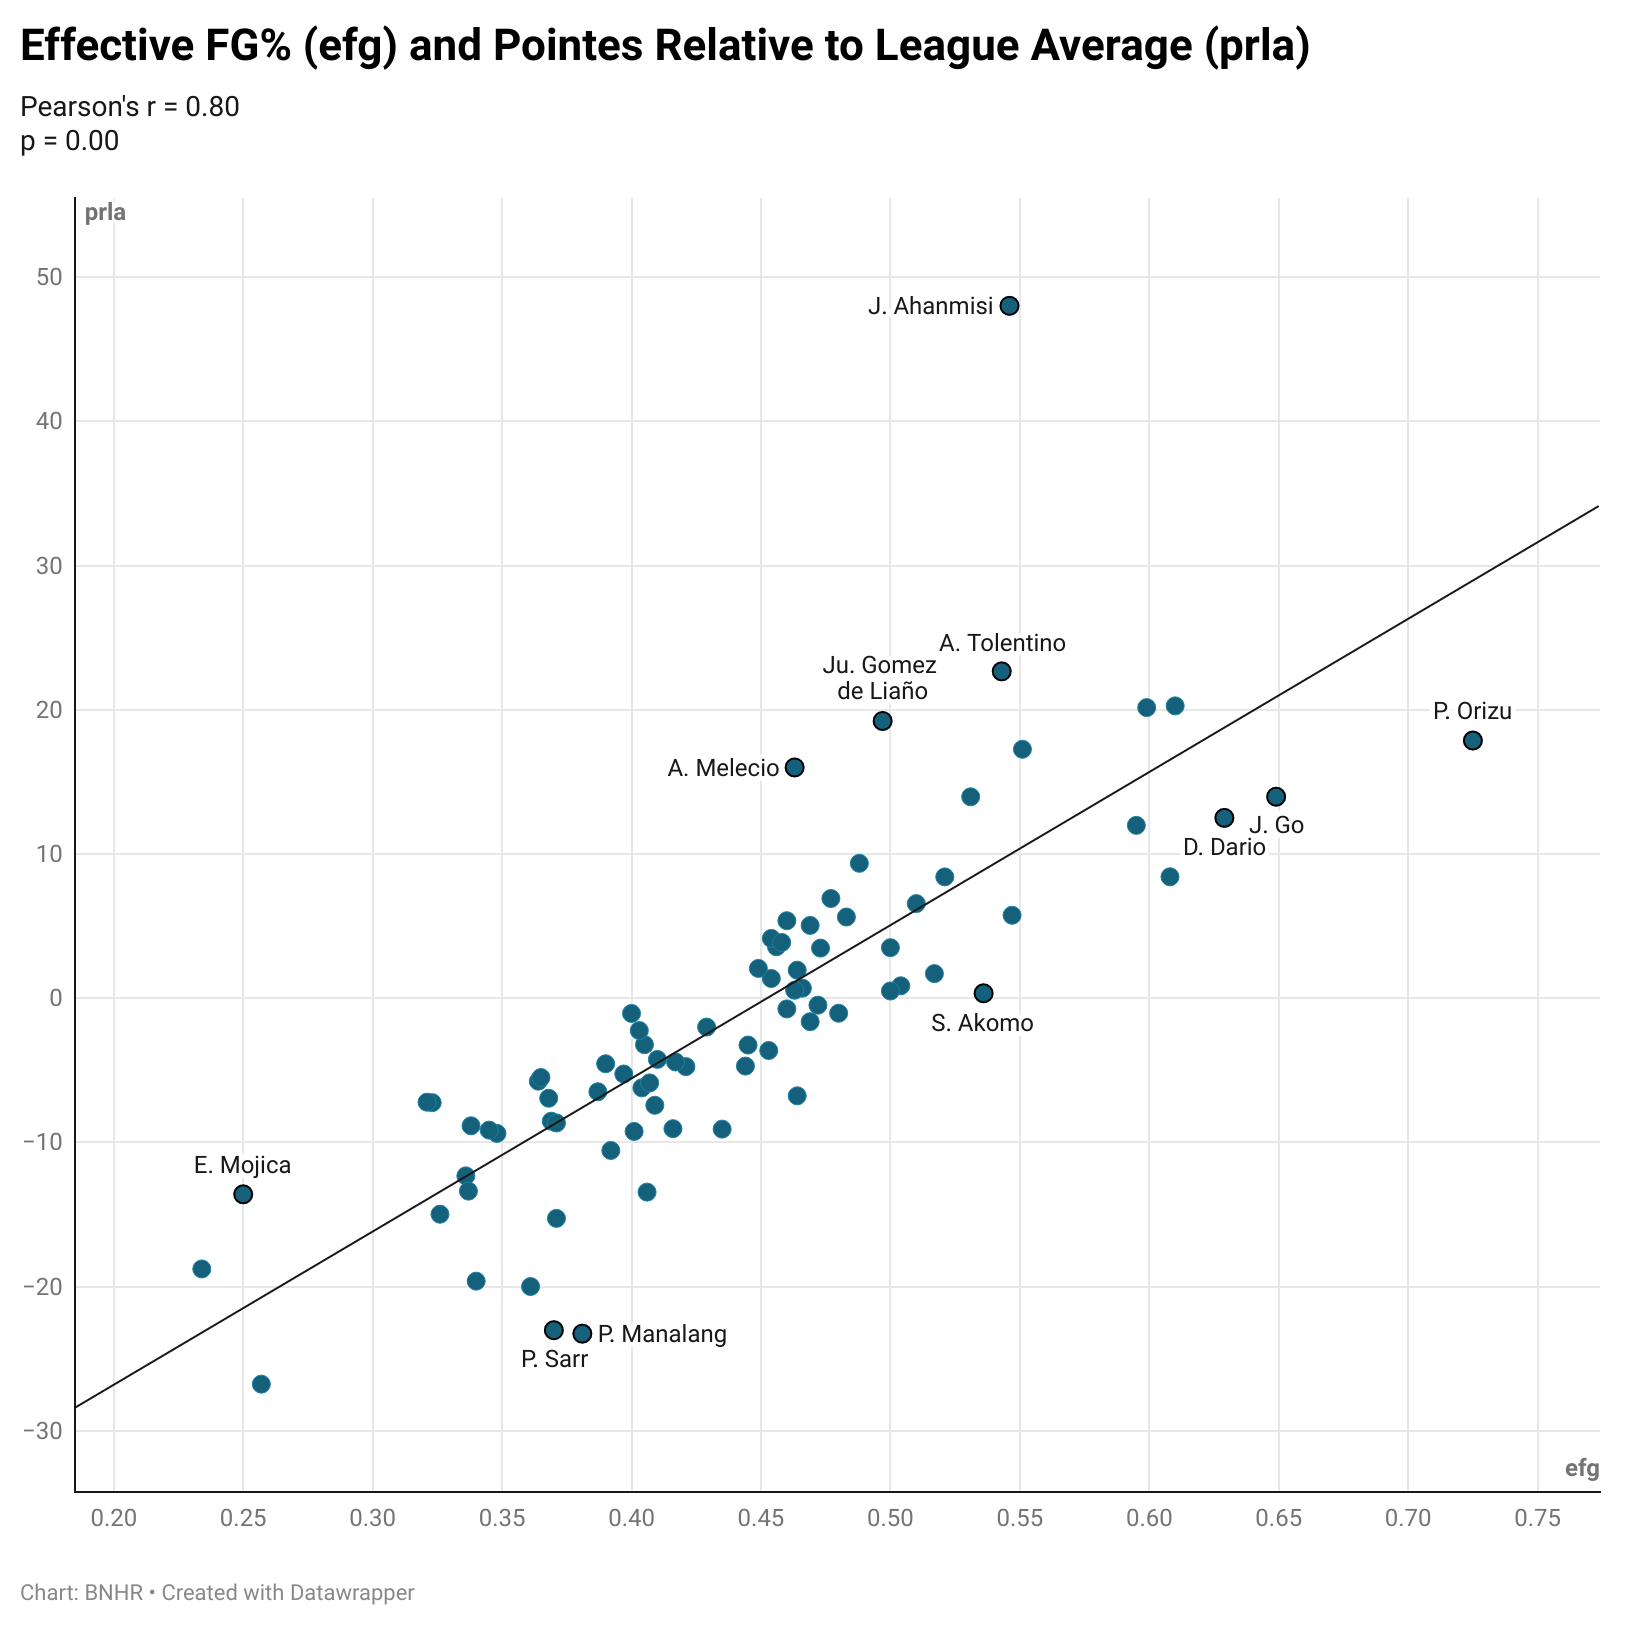 Effective FG% (efg) and Pointes Relative to League Average (prla)
Pearson's r = 0.80
p = 0.00
prla
50
J. Ahanmisi
40
30
A. Tolentino
Ju. Gomez
de Liaño
20
P. Orizu
A. Melecio
J. Go
D. Dario
10
0
S. Akomo
−10
E. Mojica
−20
P. Manalang
P. Sarr
−30
efg
0.20 0.25 0.30 0.35 0.40 0.45 0.50 0.55 0.60 0.65 0.70 0.75
Chart: BNHR • Created with Datawrapper